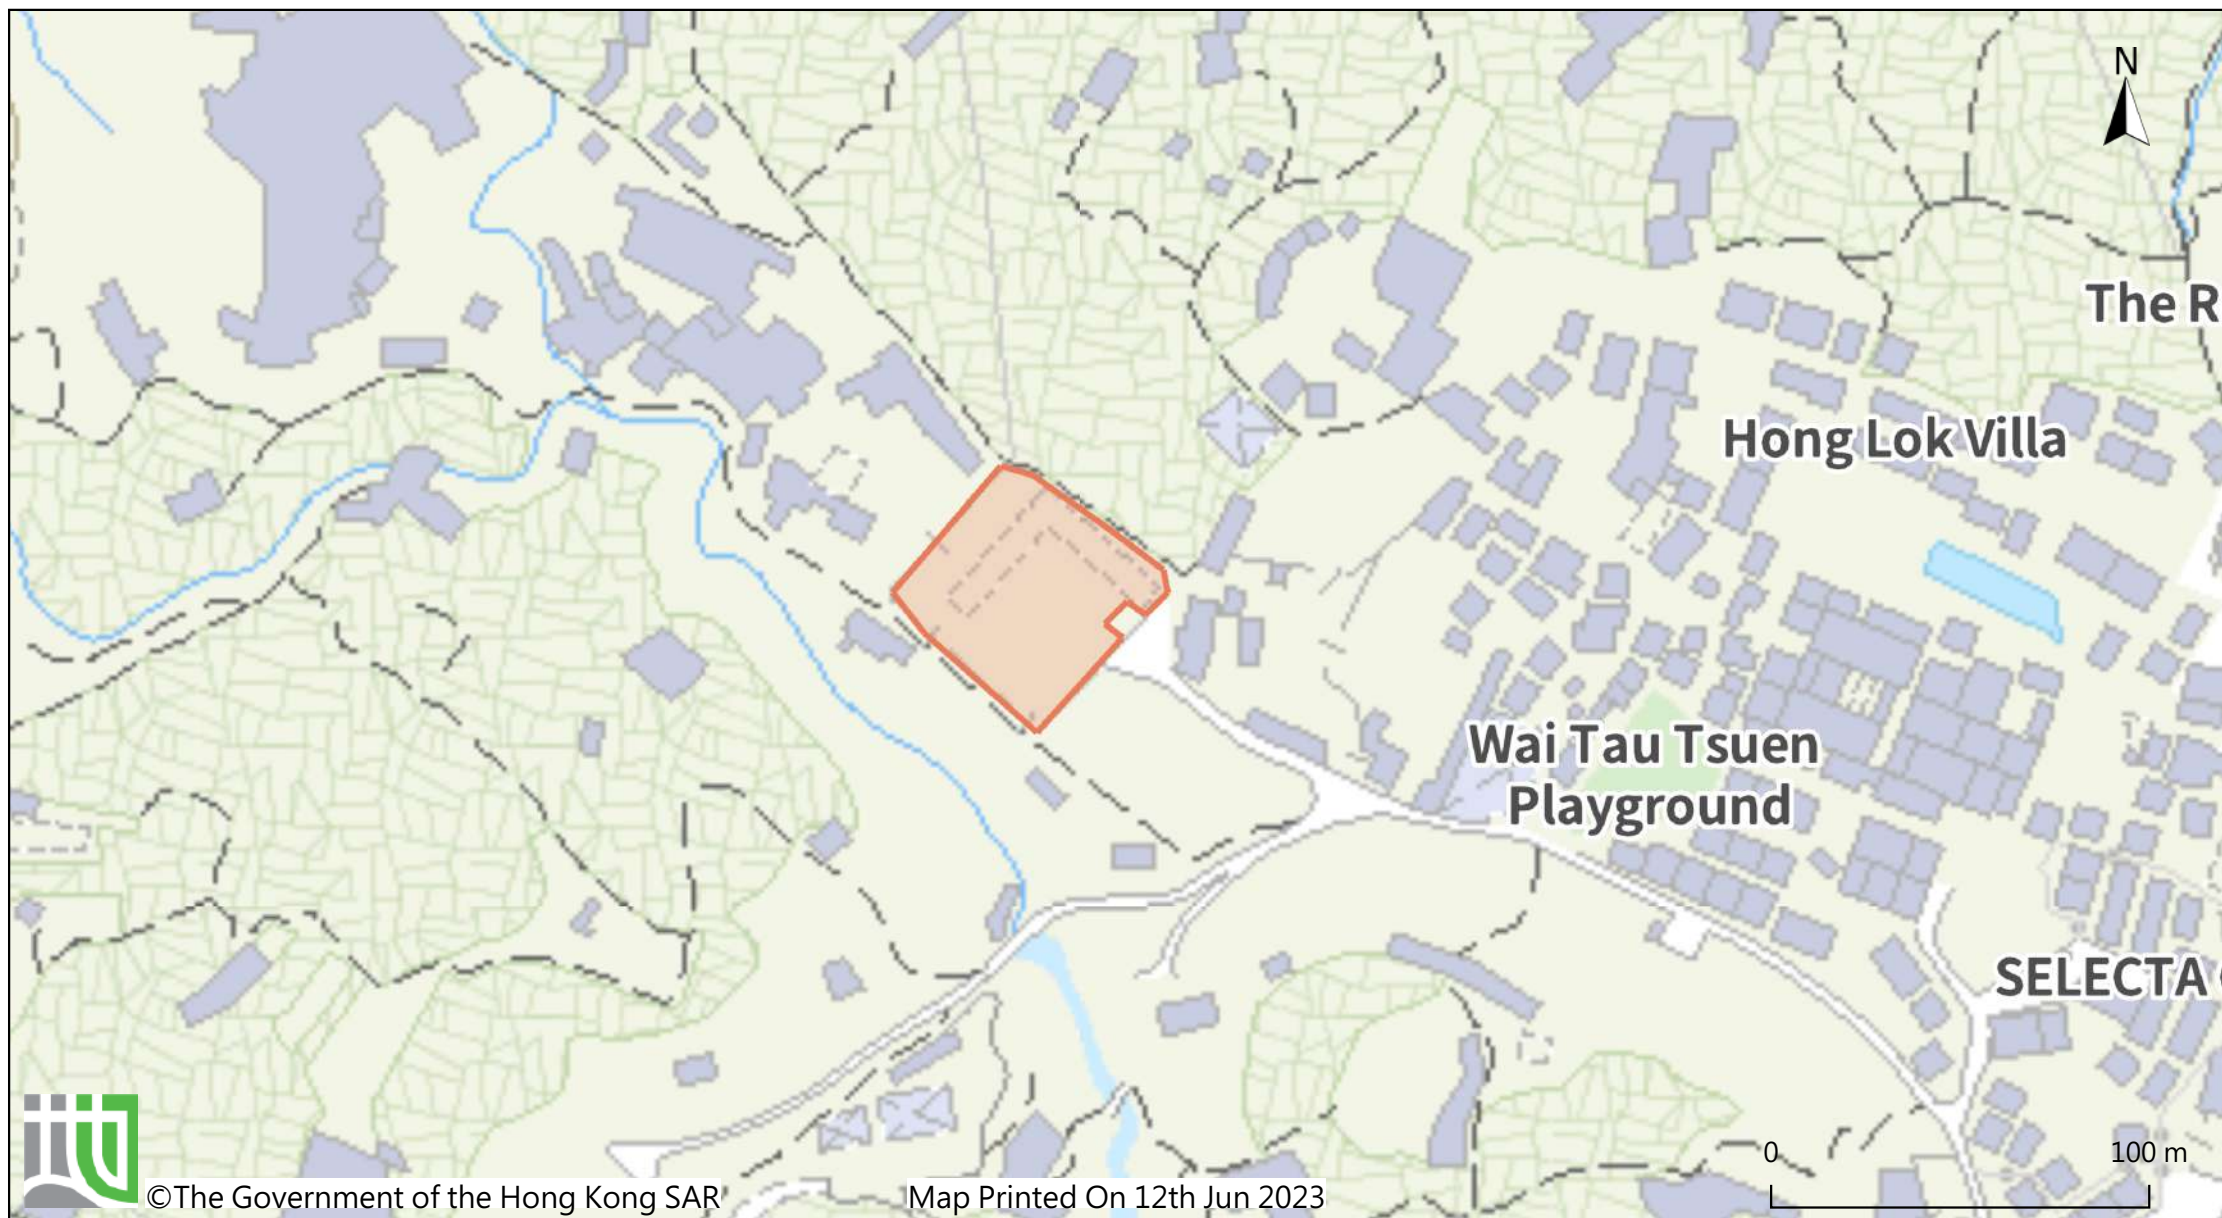 N
The R
Hong Lok Villa
Wai Tau Tsuen
Playground
SELECTA
0
100 m
©The Government of the Hong Kong SAR
Map Printed On 12th Jun 2023